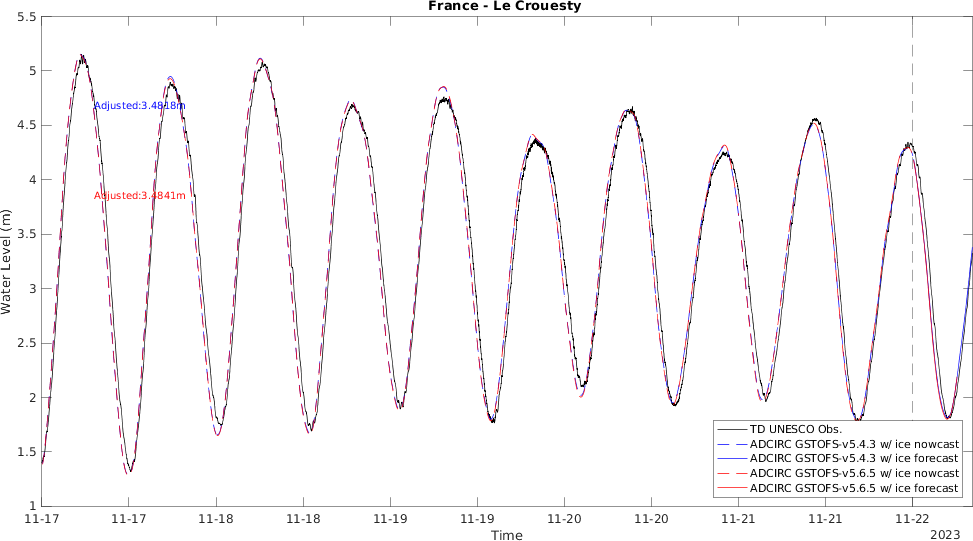 France - Le Crouesty
5.5
5
4.5
4
3.5
3
2.5
2
1.5
1
Water Level (m)
Adjusted:3.4818m
Adjusted:3.4841m
TD UNESCO Obs.
ADCIRC GSTOFS-v5.4.3 w/ ice nowcast
ADCIRC GSTOFS-v5.4.3 w/ ice forecast
ADCIRC GSTOFS-v5.6.5 w/ ice nowcast
ADCIRC GSTOFS-v5.6.5 w/ ice forecast
11-17 11-17 11-18 11-18 11-19 11-19 11-20 11-20 11-21 11-21 11-22
Time
2023